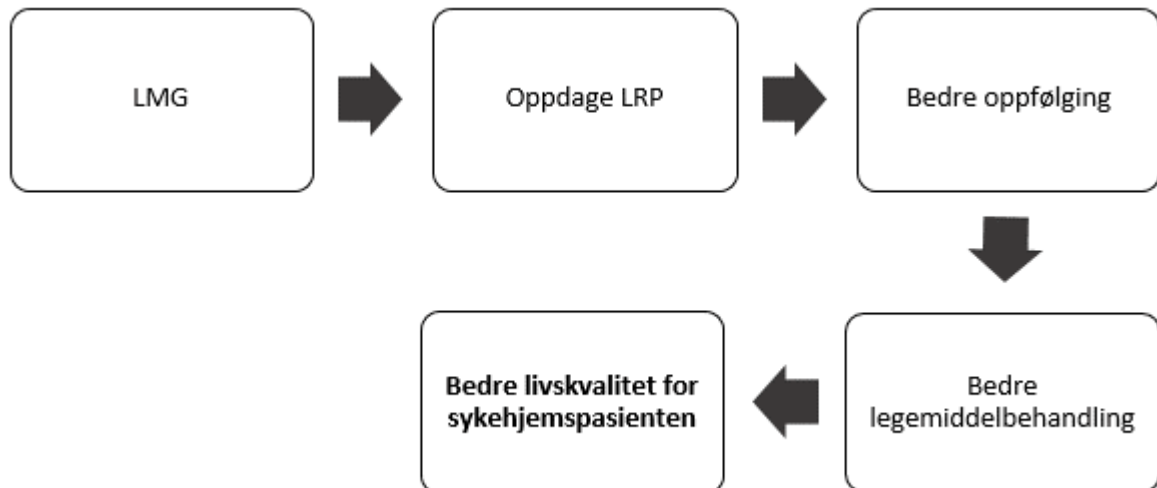 LMG
Oppdage LRP
Bedre oppfølging
Bedre
legemiddelbehandling
Bedre livskvalitet for
sykehjemspasienten